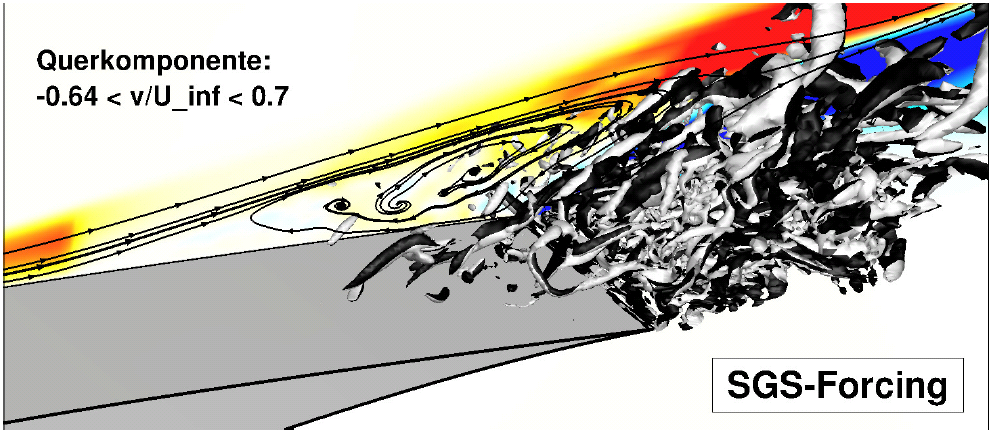 Querkomponente:
-0.64 < v/U_inf < 0.7
SGS-Forcing